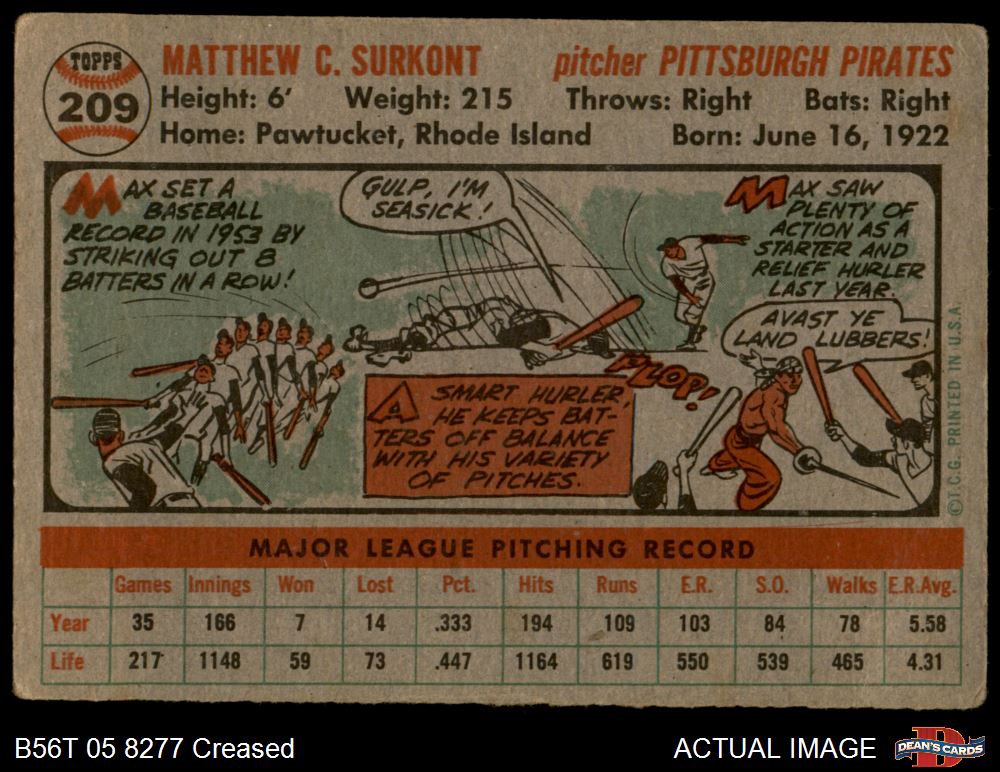 TOPPS
209
MATTHEW C. SURKONT pitcher PITTSBURGH PIRATES
Height: 6' Weight: 215 Throws: Right Bats: Right
Home: Pawtucket, Rhode Island Born: June 16, 1922
MAX SET A
BASEBALL
RECORD IN 1953 BY
STRIKING OUT 8
BATTERS IN A ROW!
GULP, I'M
SEASICK!
PLOP!
A SMART HURLER,
HE KEEPS BAT-
TERS OFF BALANCE
WITH HIS VARIETY
OF PITCHES.
MAX SAW
PLENTY OF
ACTION AS A
STARTER AND
RELIEF HURLER
LAST YEAR.
AVAST YE
LAND LUBBERS!
© T.C.G. PRINTED IN U.S.A.
MAJOR LEAGUE PITCHING RECORD
Games Innings Won Lost Pct. Hits Runs E.R. S.O. Walks E.R.Avg.
Year 35 166 7 14 .333 194 109 103 84 78 5.58
Life 217 1148 59 73 .447 1164 619 550 539 465 4.31
B56T 05 8277 Creased ACTUAL IMAGE DEAN'S CARDS